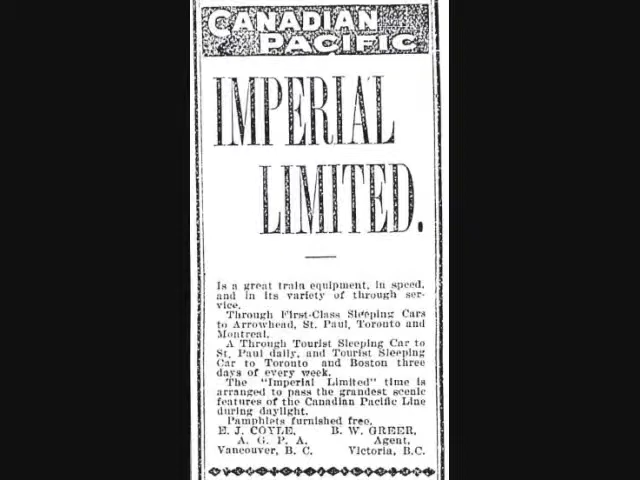 CANADIAN
PACIFIC
IMPERIAL
LIMITED.
Is a great train equipment, in speed,
and in its variety of through ser-
vice.
Through First-Class Sleeping Cars
to Arrowhead, St. Paul, Toronto and
Montreal.
A Through Tourist Sleeping Car to
St. Paul daily, and Tourist Sleeping
Car to Toronto and Boston three
days of every week.
The "Imperial Limited" time is
arranged to pass the grandest scenic
features of the Canadian Pacific Line
during daylight.
Pamphlets furnished free.
E. J. COYLE, B. W. GREER,
A. G. P. A. Agent,
Vancouver, B. C. Victoria, B.C.